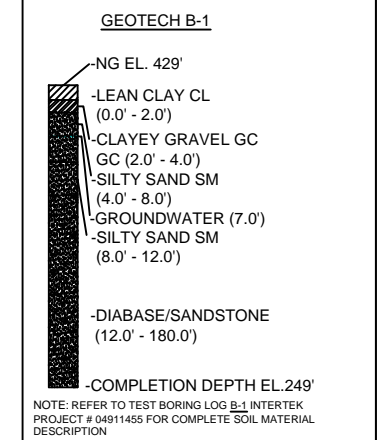 GEOTECH B-1
-NG EL. 429'
-LEAN CLAY CL
(0.0' - 2.0')
-CLAYEY GRAVEL GC
GC (2.0' - 4.0')
-SILTY SAND SM
(4.0' - 8.0')
-GROUNDWATER (7.0')
-SILTY SAND SM
(8.0' - 12.0')
-DIABASE/SANDSTONE
(12.0' - 180.0')
-COMPLETION DEPTH EL.249'
NOTE: REFER TO TEST BORING LOG B-1 INTERTEK
PROJECT # 04911455 FOR COMPLETE SOIL MATERIAL
DESCRIPTION